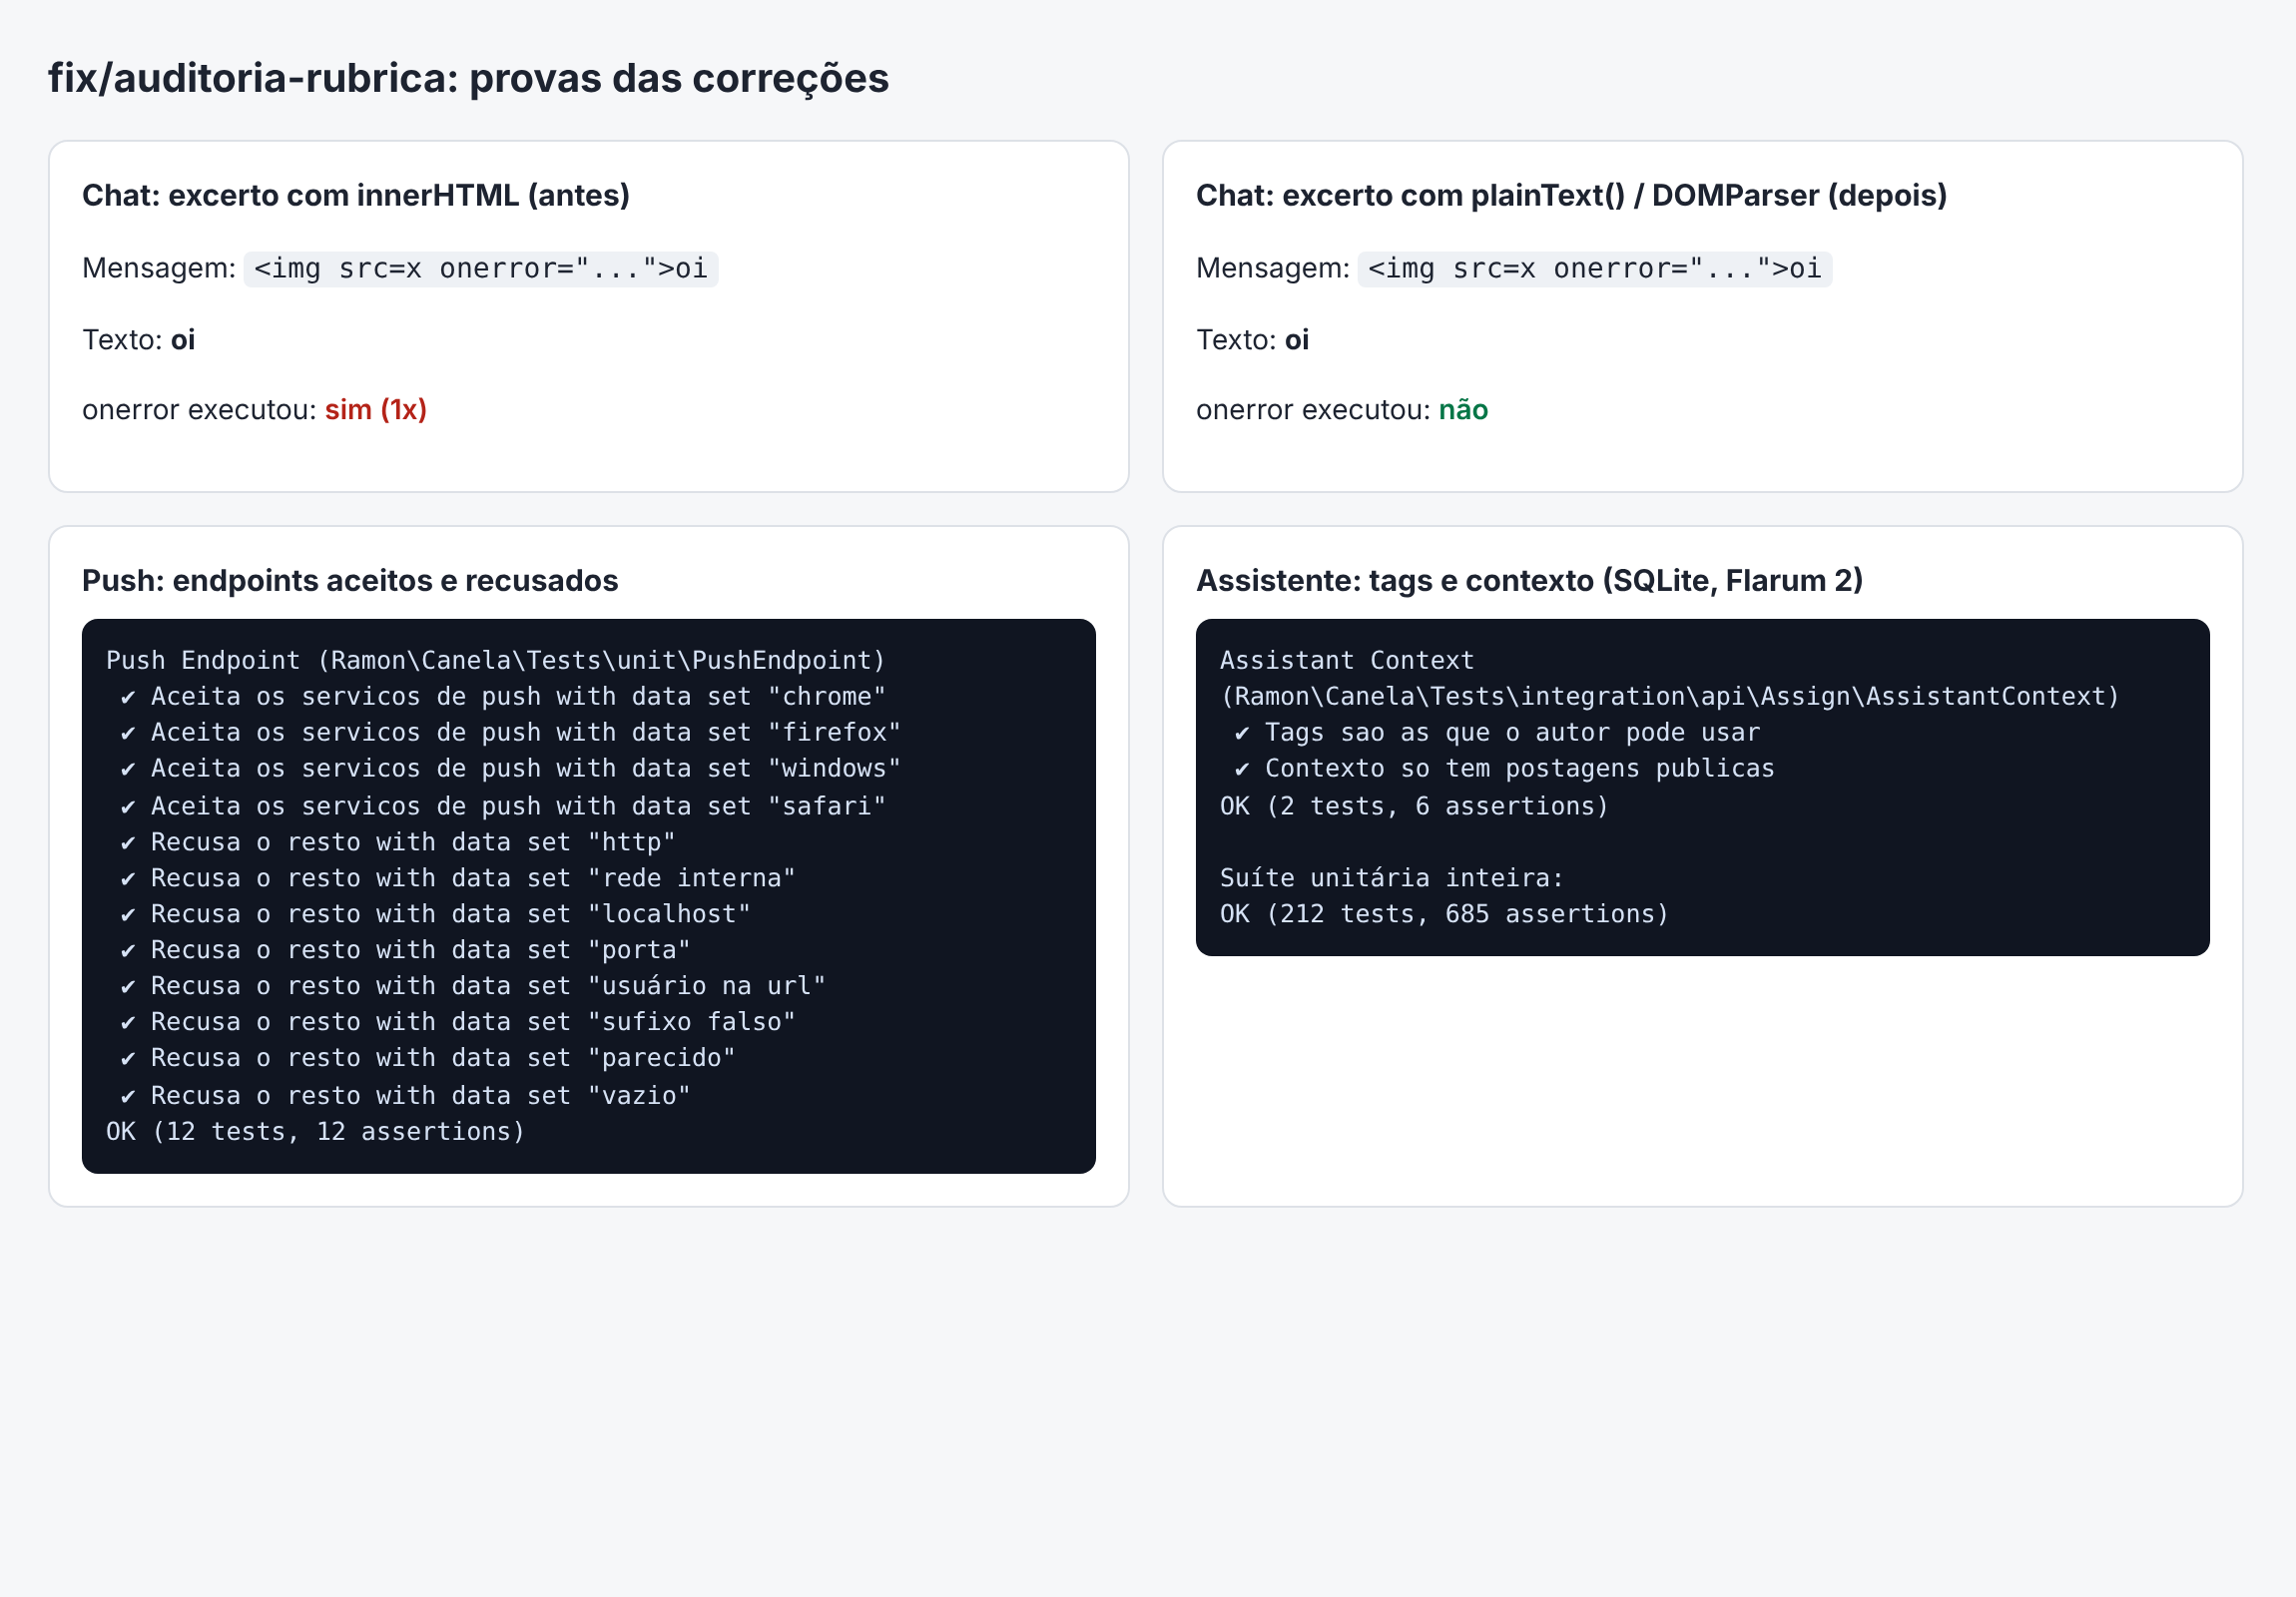 fix/auditoria-rubrica: provas das correções
Chat: excerto com innerHTML (antes)
Mensagem: <img src=x onerror="...">oi
Texto: oi
onerror executou: sim (1x)
Chat: excerto com plainText() / DOMParser (depois)
Mensagem: <img src=x onerror="...">oi
Texto: oi
onerror executou: não
Push: endpoints aceitos e recusados
Push Endpoint (Ramon\Canela\Tests\unit\PushEndpoint)
✔ Aceita os servicos de push with data set "chrome"
✔ Aceita os servicos de push with data set "firefox"
✔ Aceita os servicos de push with data set "windows"
✔ Aceita os servicos de push with data set "safari"
✔ Recusa o resto with data set "http"
✔ Recusa o resto with data set "rede interna"
✔ Recusa o resto with data set "localhost"
✔ Recusa o resto with data set "porta"
✔ Recusa o resto with data set "usuário na url"
✔ Recusa o resto with data set "sufixo falso"
✔ Recusa o resto with data set "parecido"
✔ Recusa o resto with data set "vazio"
OK (12 tests, 12 assertions)
Assistente: tags e contexto (SQLite, Flarum 2)
Assistant Context
(Ramon\Canela\Tests\integration\api\Assign\AssistantContext)
✔ Tags sao as que o autor pode usar
✔ Contexto so tem postagens publicas
OK (2 tests, 6 assertions)
Suíte unitária inteira:
OK (212 tests, 685 assertions)